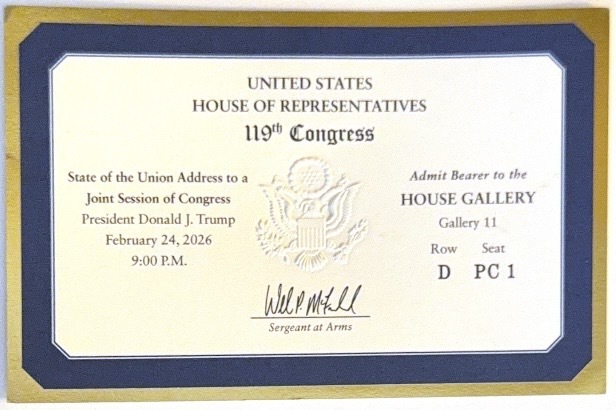 UNITED STATES
HOUSE OF REPRESENTATIVES
119th Congress
State of the Union Address to a
Joint Session of Congress
President Donald J. Trump
February 24, 2026
9:00 P.M.
Admit Bearer to the
HOUSE GALLERY
Gallery 11
Row Seat
D PC 1
Sergeant at Arms